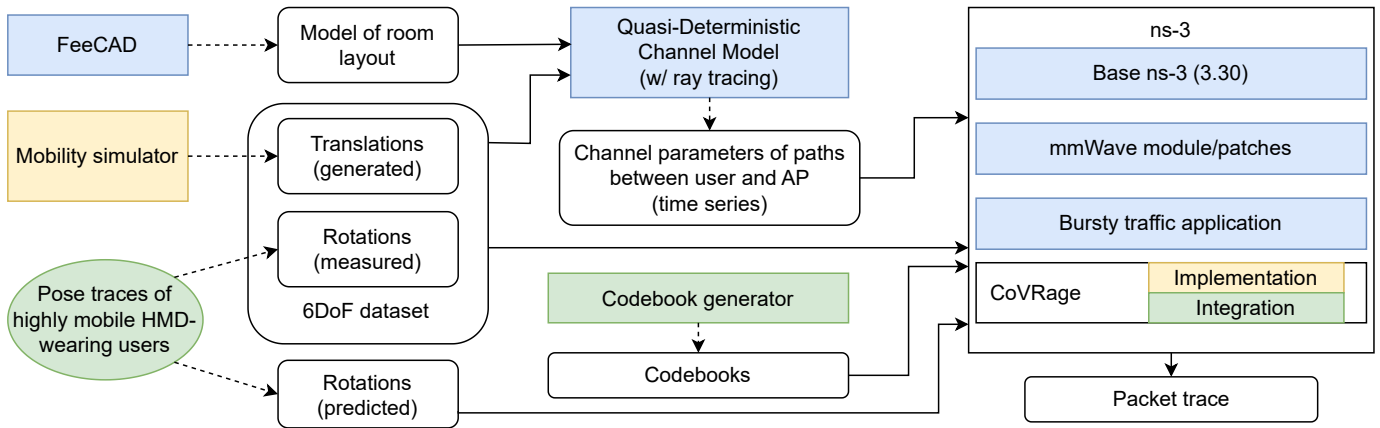 FeeCAD
Model of room
layout
Quasi-Deterministic
Channel Model
(w/ ray tracing)
ns-3
Base ns-3 (3.30)
mmWave module/patches
Bursty traffic application
CoVRage
Implementation
Integration
Mobility simulator
Translations
(generated)
Rotations
(measured)
6DoF dataset
Channel parameters of paths
between user and AP
(time series)
Pose traces of
highly mobile HMD-
wearing users
Codebook generator
Codebooks
Rotations
(predicted)
Packet trace